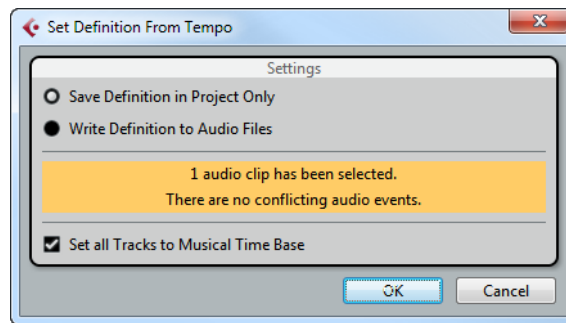 Set Definition From Tempo
Settings
Save Definition in Project Only
Write Definition to Audio Files
1 audio clip has been selected.
There are no conflicting audio events.
Set all Tracks to Musical Time Base
OK Cancel